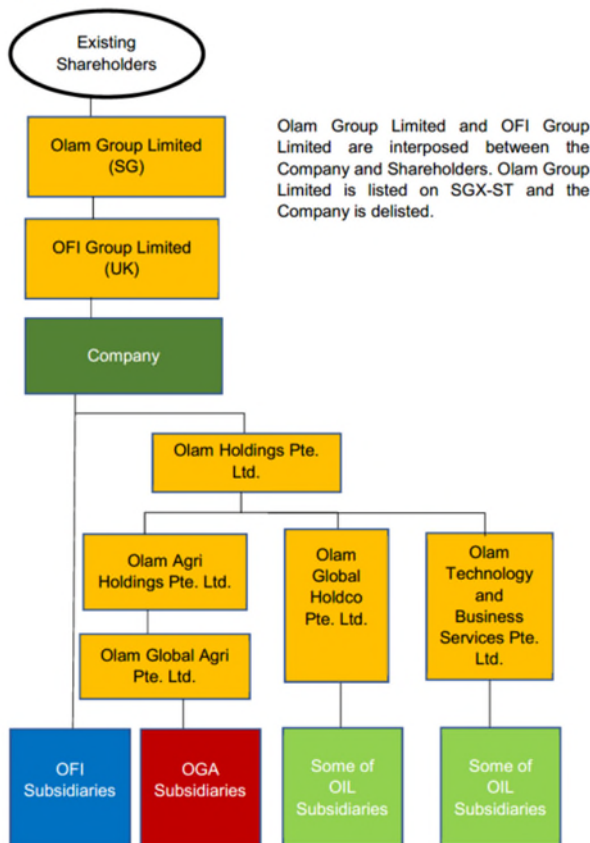 Existing
Shareholders
Olam Group Limited
(SG)
Olam Group Limited and OFI Group
Limited are interposed between the
Company and Shareholders. Olam Group
Limited is listed on SGX-ST and the
Company is delisted.
OFI Group Limited
(UK)
Company
Olam Holdings Pte.
Ltd.
Olam Agri
Holdings Pte. Ltd.
Olam
Global
Holdco
Pte. Ltd.
Olam
Technology
and
Business
Services Pte.
Ltd.
Olam Global Agri
Pte. Ltd.
OFI
Subsidiaries
OGA
Subsidiaries
Some of
OIL
Subsidiaries
Some of
OIL
Subsidiaries